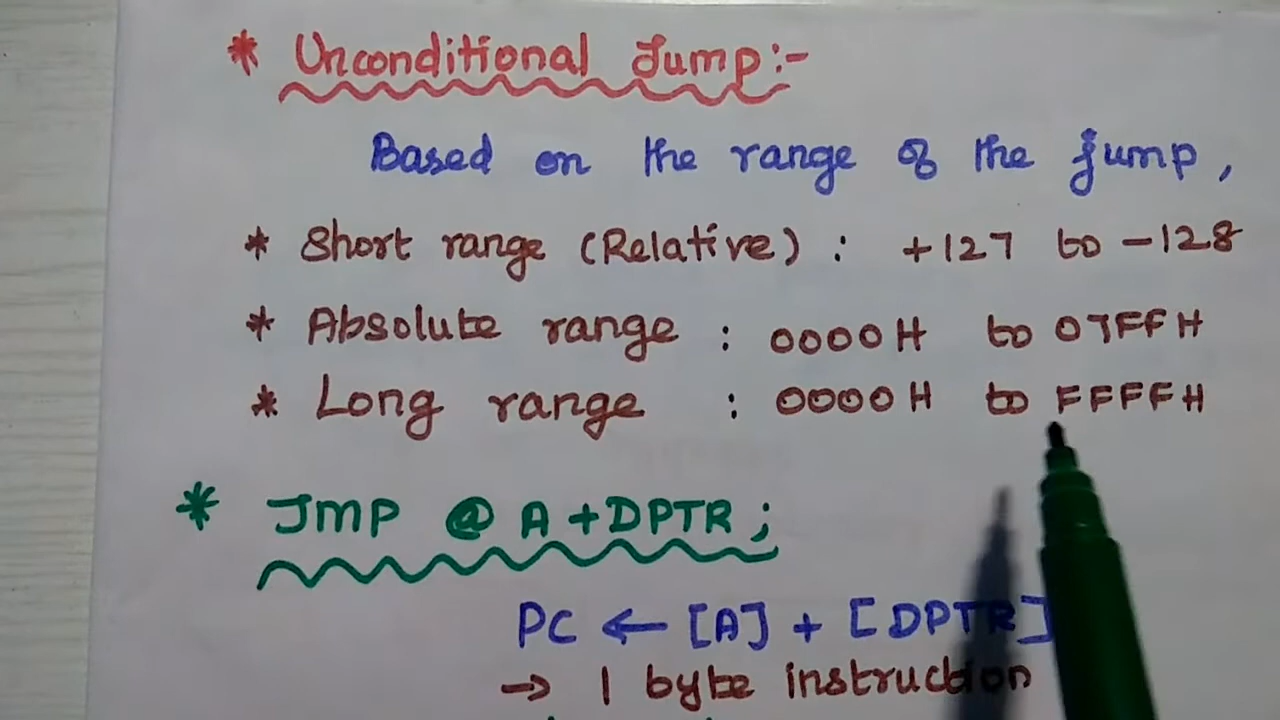 * Unconditional Jump:-
Based on the range of the jump,
* Short range (Relative) : +127 to -128
* Absolute range : 0000H to 07FFH
* Long range : 0000H to FFFFH
* JMP @ A+DPTR;
PC ← [A] + [DPTR]
→ 1 byte instruction